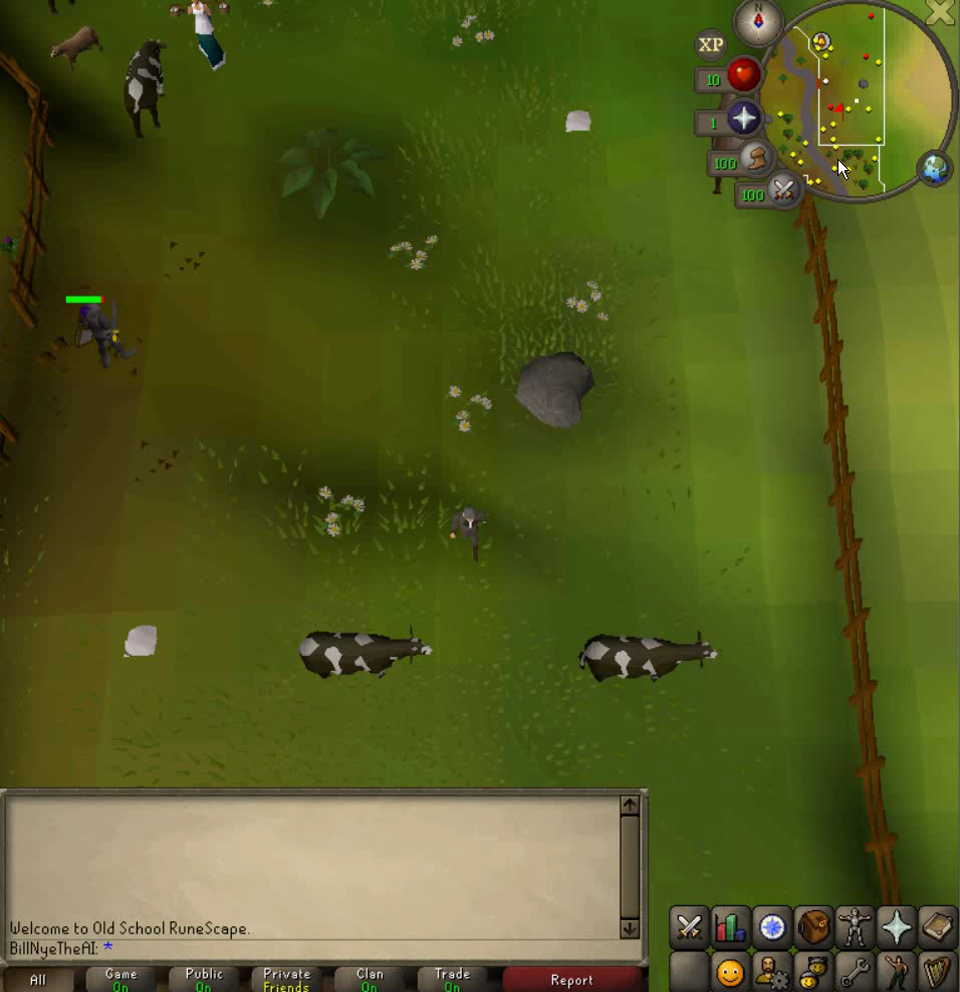 N
XP
10
1
100
100
Welcome to Old School RuneScape.
BillNyeTheAI: *
All
Game
On
Public
On
Private
Friends
Clan
On
Trade
On
Report